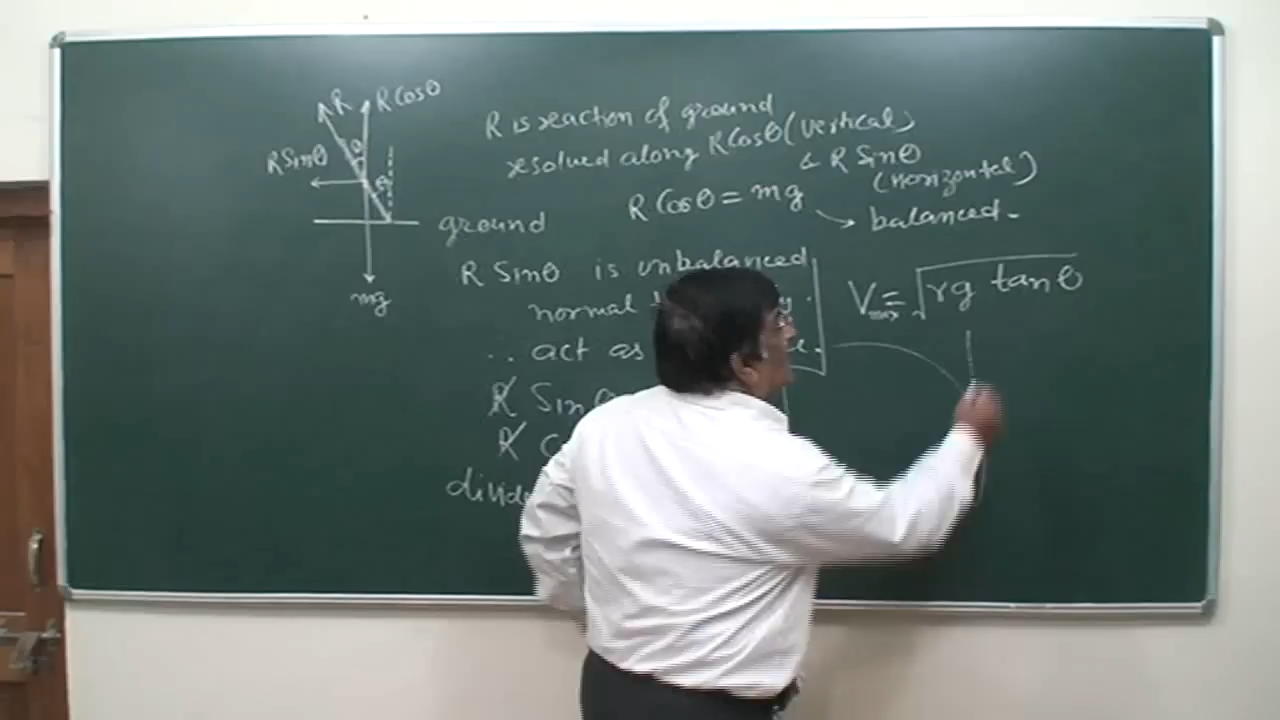 R
R Cosθ
R Sinθ
θ
θ
ground
mg
R is reaction of ground
resolved along R Cosθ (vertical)
& R Sinθ
(Horizontal)
R Cosθ = mg
balanced.
R Sinθ is unbalanced
normal
∴ act as
R Sinθ
R
V max = √rg tanθ